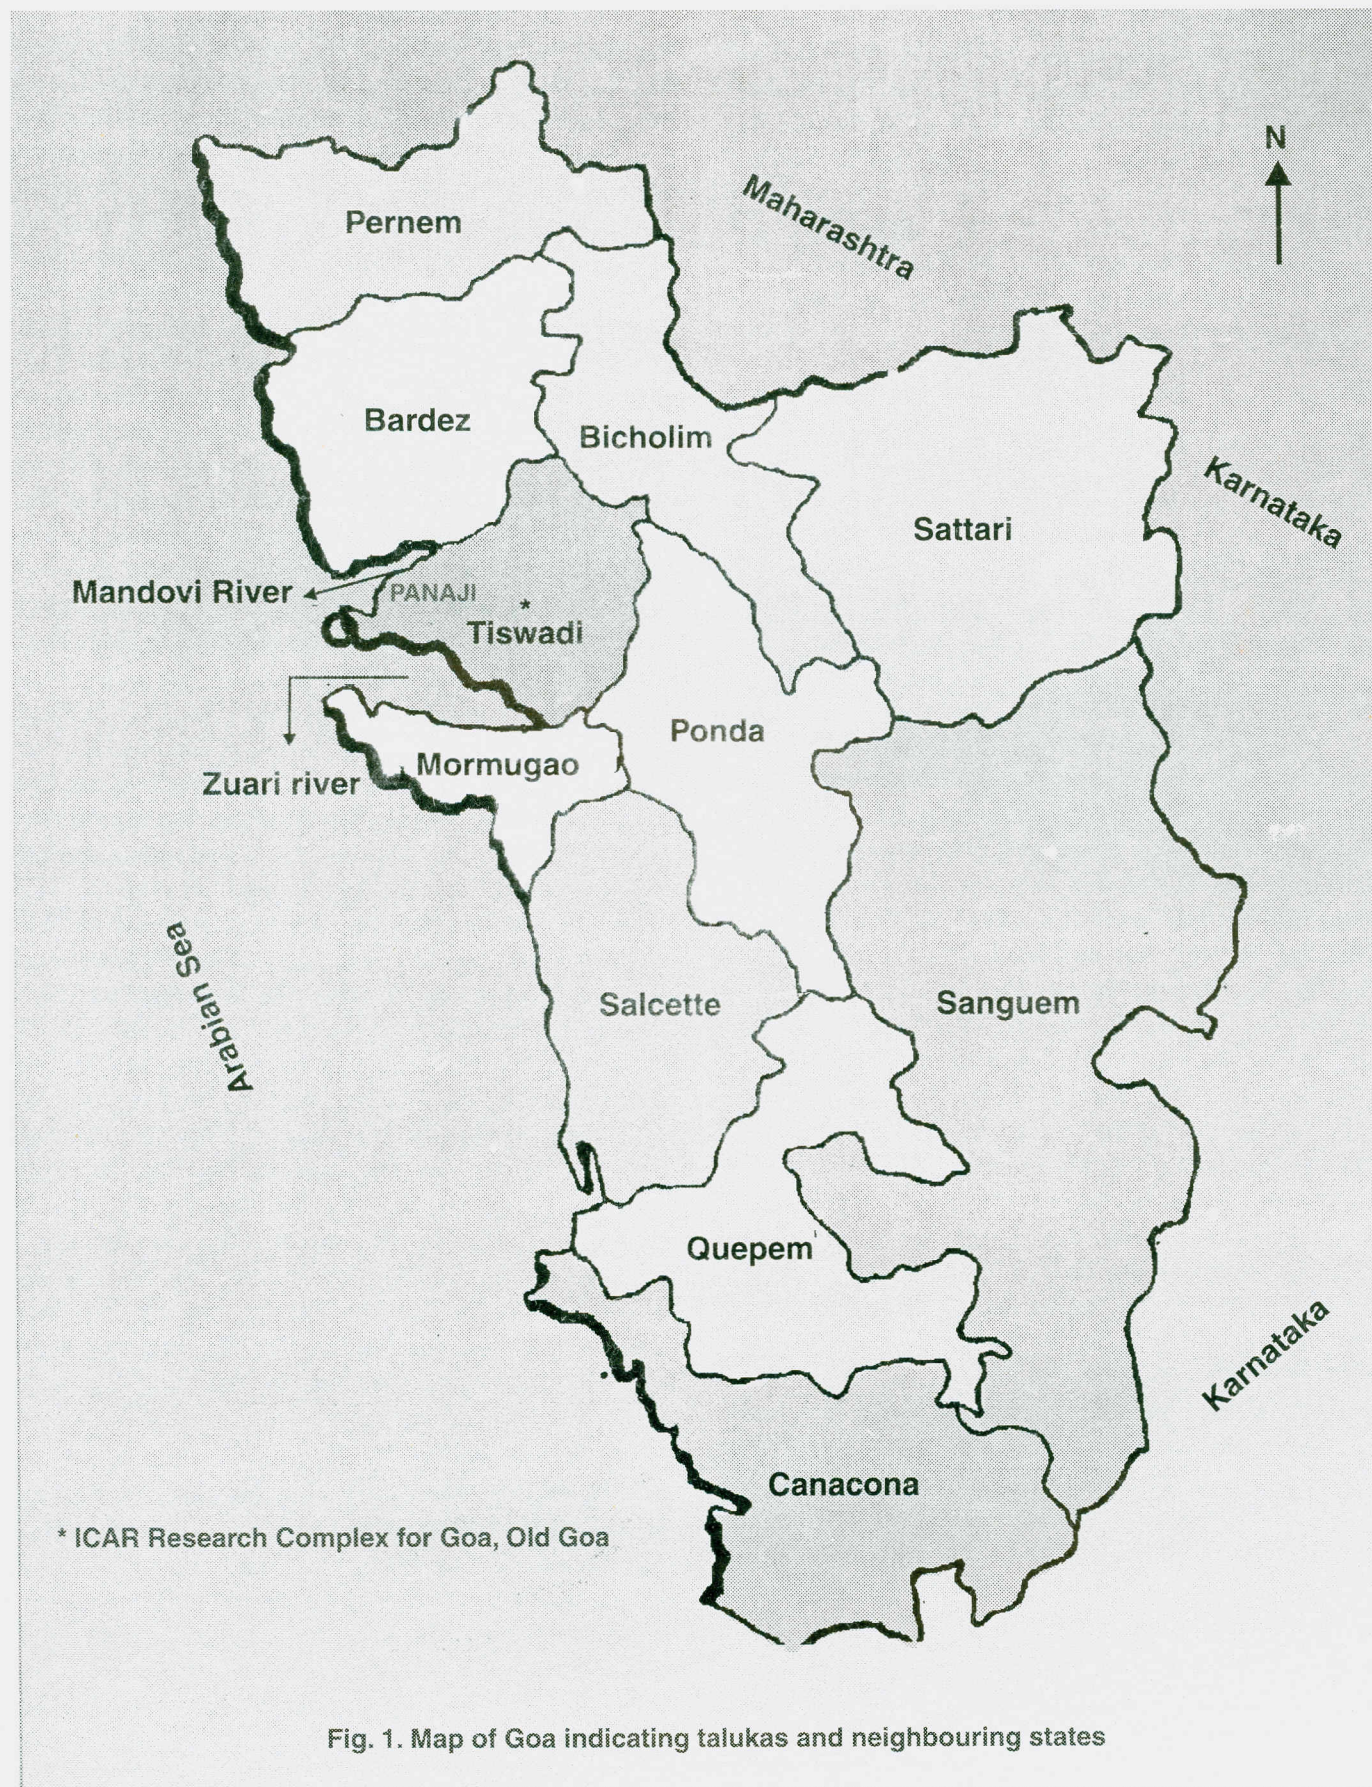 N
Maharashtra
Pernem
Bardez
Bicholim
Karnataka
Sattari
Mandovi River
PANAJI
*
Tiswadi
Ponda
Mormugao
Zuari river
Arabian Sea
Salcette
Sanguem
Quepem
Karnataka
Canacona
* ICAR Research Complex for Goa, Old Goa
Fig. 1. Map of Goa indicating talukas and neighbouring states